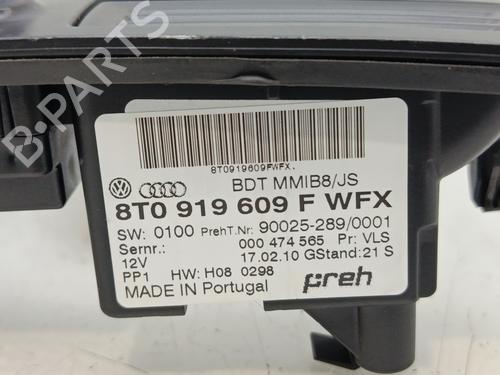 8T0919609FWFX.
BDT MMIB8/JS
8T0 919 609 F WFX
SW: 0100 PrehT.Nr: 90025-289/0001
Sernr.: 000 474 565 Pr: VLS
12V 17.02.10 GStand: 21 S
PP1 HW: H08 0298 preh
MADE IN Portugal
B-PARTS